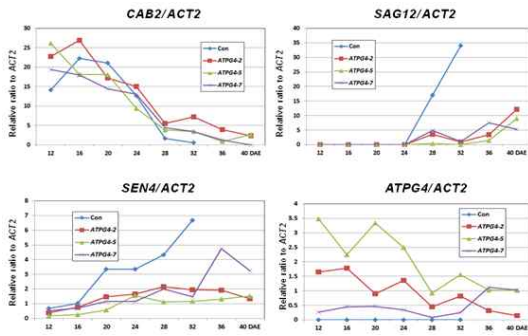 CAB2/ACT2
Relative ratio to ACT2
30
25
20
15
10
5
0
12 16 20 24 28 32 36 40 DAE
Con
ATPG4-2
ATPG4-5
ATPG4-7
SAG12/ACT2
Relative ratio to ACT2
40
35
30
25
20
15
10
5
0
12 16 20 24 28 32 36 40 DAE
Con
ATPG4-2
ATPG4-5
ATPG4-7
SEN4/ACT2
Relative ratio to ACT2
8
7
6
5
4
3
2
1
0
12 16 20 24 28 32 36 40 DAE
Con
ATPG4-2
ATPG4-5
ATPG4-7
ATPG4/ACT2
Relative ratio to ACT2
4
3.5
3
2.5
2
1.5
1
0.5
0
12 16 20 24 28 32 36 40 DAE
Con
ATPG4-2
ATPG4-5
ATPG4-7